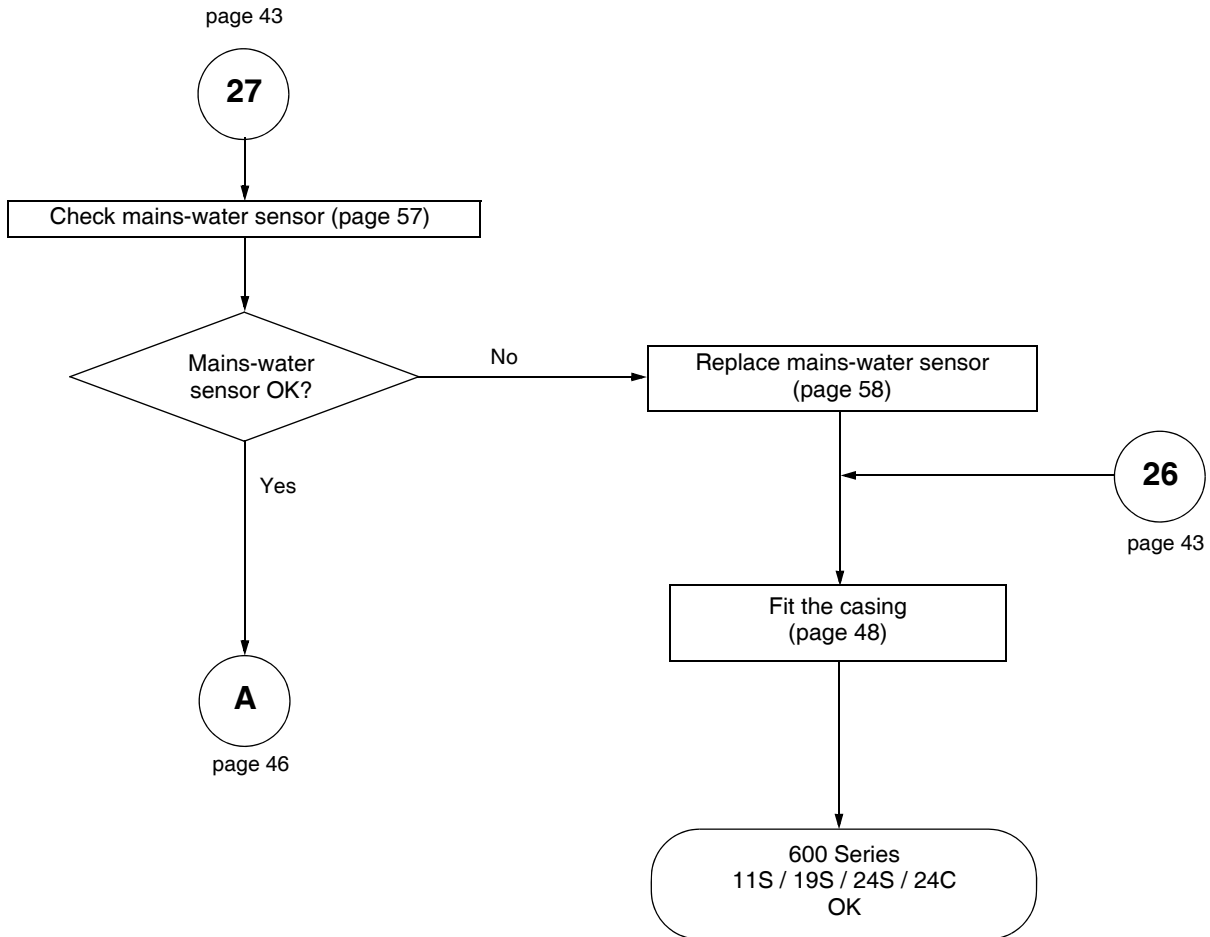 page 43
27
Check mains-water sensor (page 57)
Mains-water
sensor OK?
No
Replace mains-water sensor
(page 58)
26
page 43
Yes
Fit the casing
(page 48)
A
page 46
600 Series
11S / 19S / 24S / 24C
OK